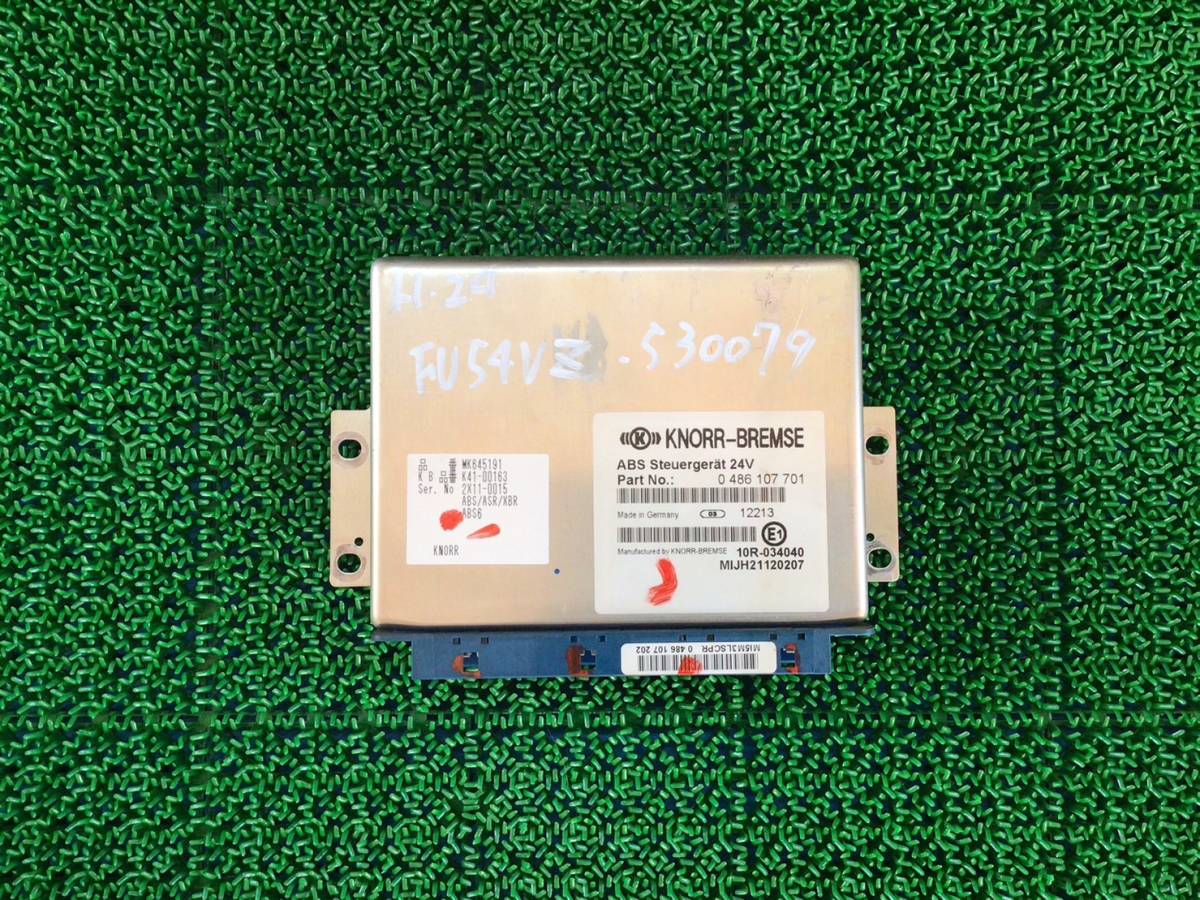 H.24
FU54VZ.530079
MK645191
K B K41-00163
Ser. No 2X11-0015
ABS/ASR/XBR
ABS6
KNORR
((K)) KNORR-BREMSE
ABS Steuergerät 24V
Part No.: 0 486 107 701
Made in Germany 03 12213
E1
Manufactured by KNORR-BREMSE 10R-034040
MIJH21120207
MI5M3LSCPR 0 486 107 202